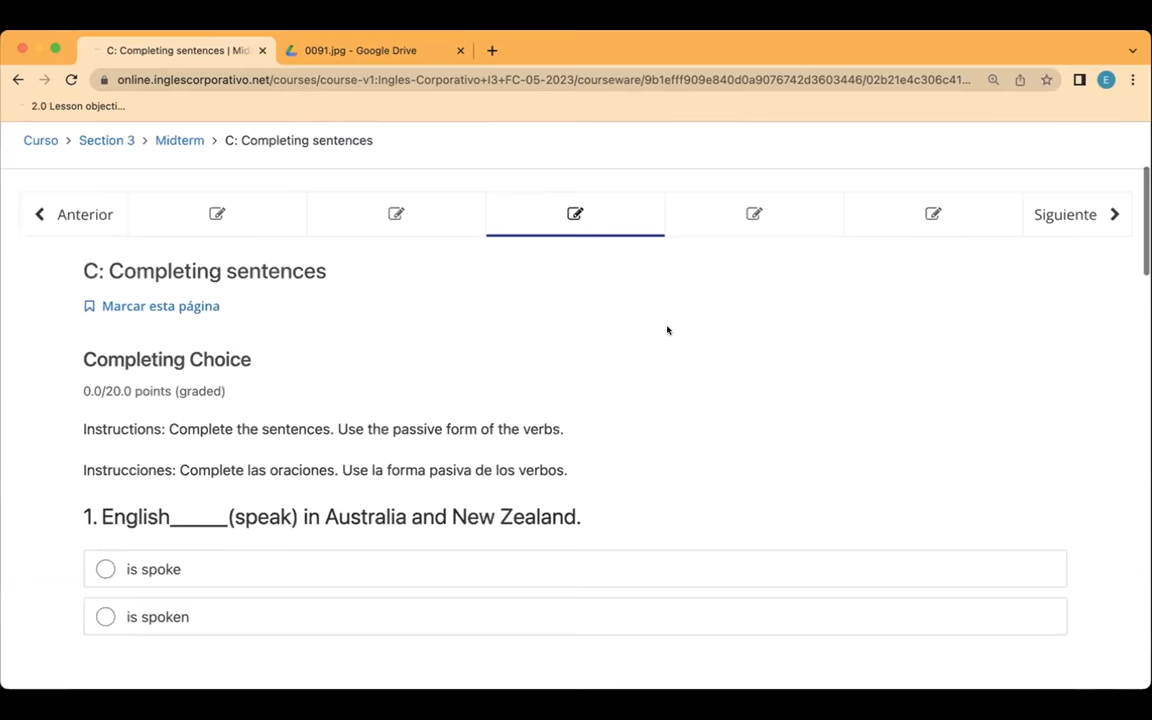 C: Completing sentences | Mid
0091.jpg - Google Drive
online.inglescorporativo.net/courses/course-v1:Ingles-Corporativo+I3+FC-05-2023/courseware/9b1efff909e840d0a9076742d3603446/02b21e4c306c41...
E
2.0 Lesson objecti...
Curso > Section 3 > Midterm > C: Completing sentences
Anterior
Siguiente
C: Completing sentences
Marcar esta página
Completing Choice
0.0/20.0 points (graded)
Instructions: Complete the sentences. Use the passive form of the verbs.
Instrucciones: Complete las oraciones. Use la forma pasiva de los verbos.
1. English______(speak) in Australia and New Zealand.
is spoke
is spoken